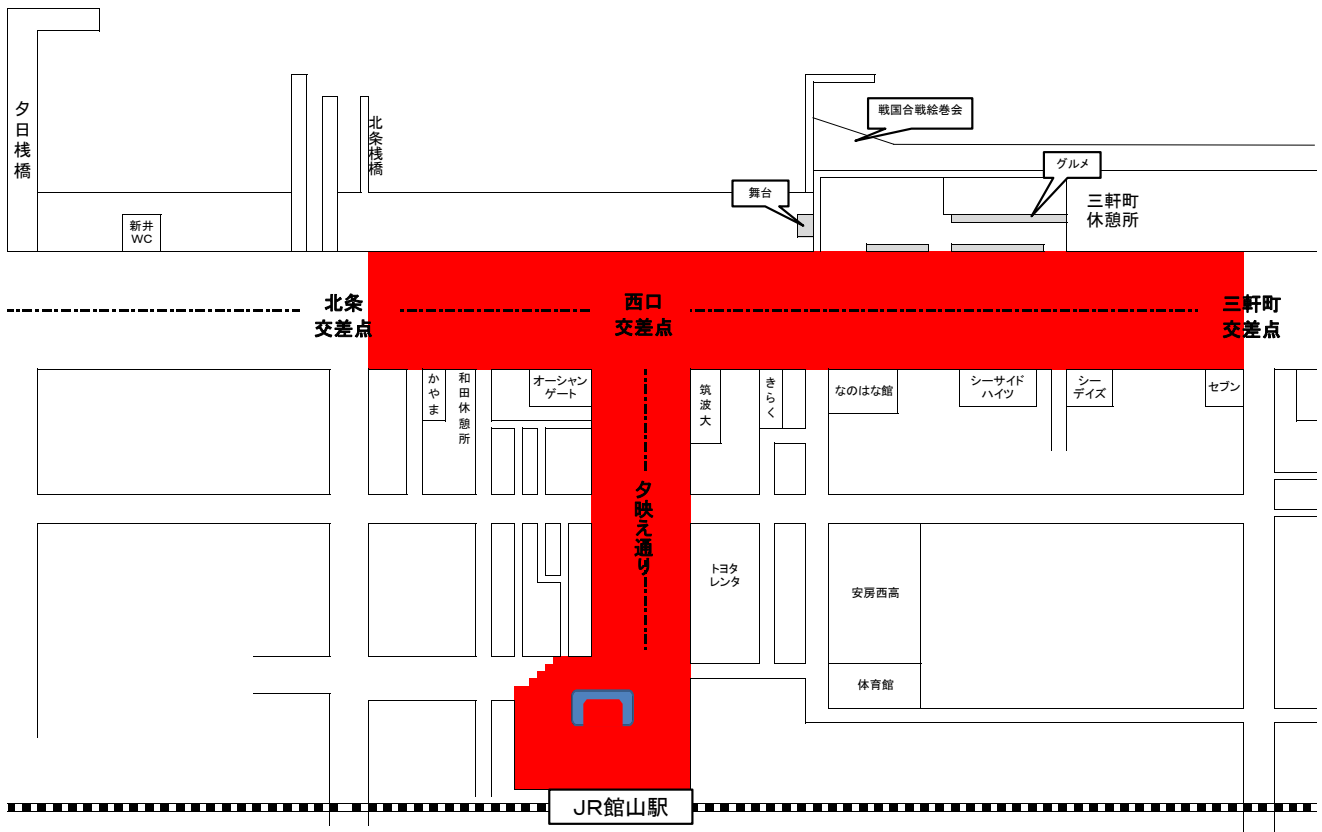 夕日桟橋
北条桟橋
戦国合戦絵巻会
グルメ
舞台
三軒町
休憩所
新井
WC
北条
交差点
西口
交差点
三軒町
交差点
かやま
和田休憩所
オーシャン
ゲート
筑波大
きらく
なのはな館
シーサイド
ハイツ
シー
デイズ
セブン
夕映え通り
トヨタ
レンタ
安房西高
体育館
JR館山駅